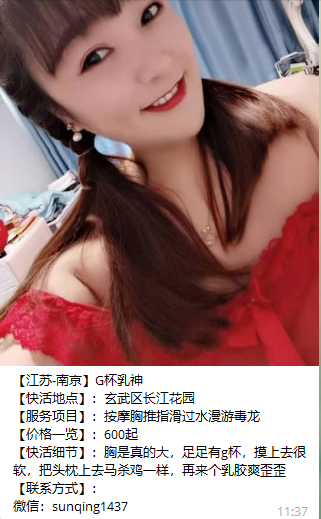 【江苏-南京】G杯乳神
【快活地点】：玄武区长江花园
【服务项目】：按摩胸推指滑过水漫游毒龙
【价格一览】：600起
【快活细节】：胸是真的大，足足有g杯，摸上去很
软，把头枕上去马杀鸡一样，再来个乳胶爽歪歪
【联系方式】：
微信：sunqing1437
11:37